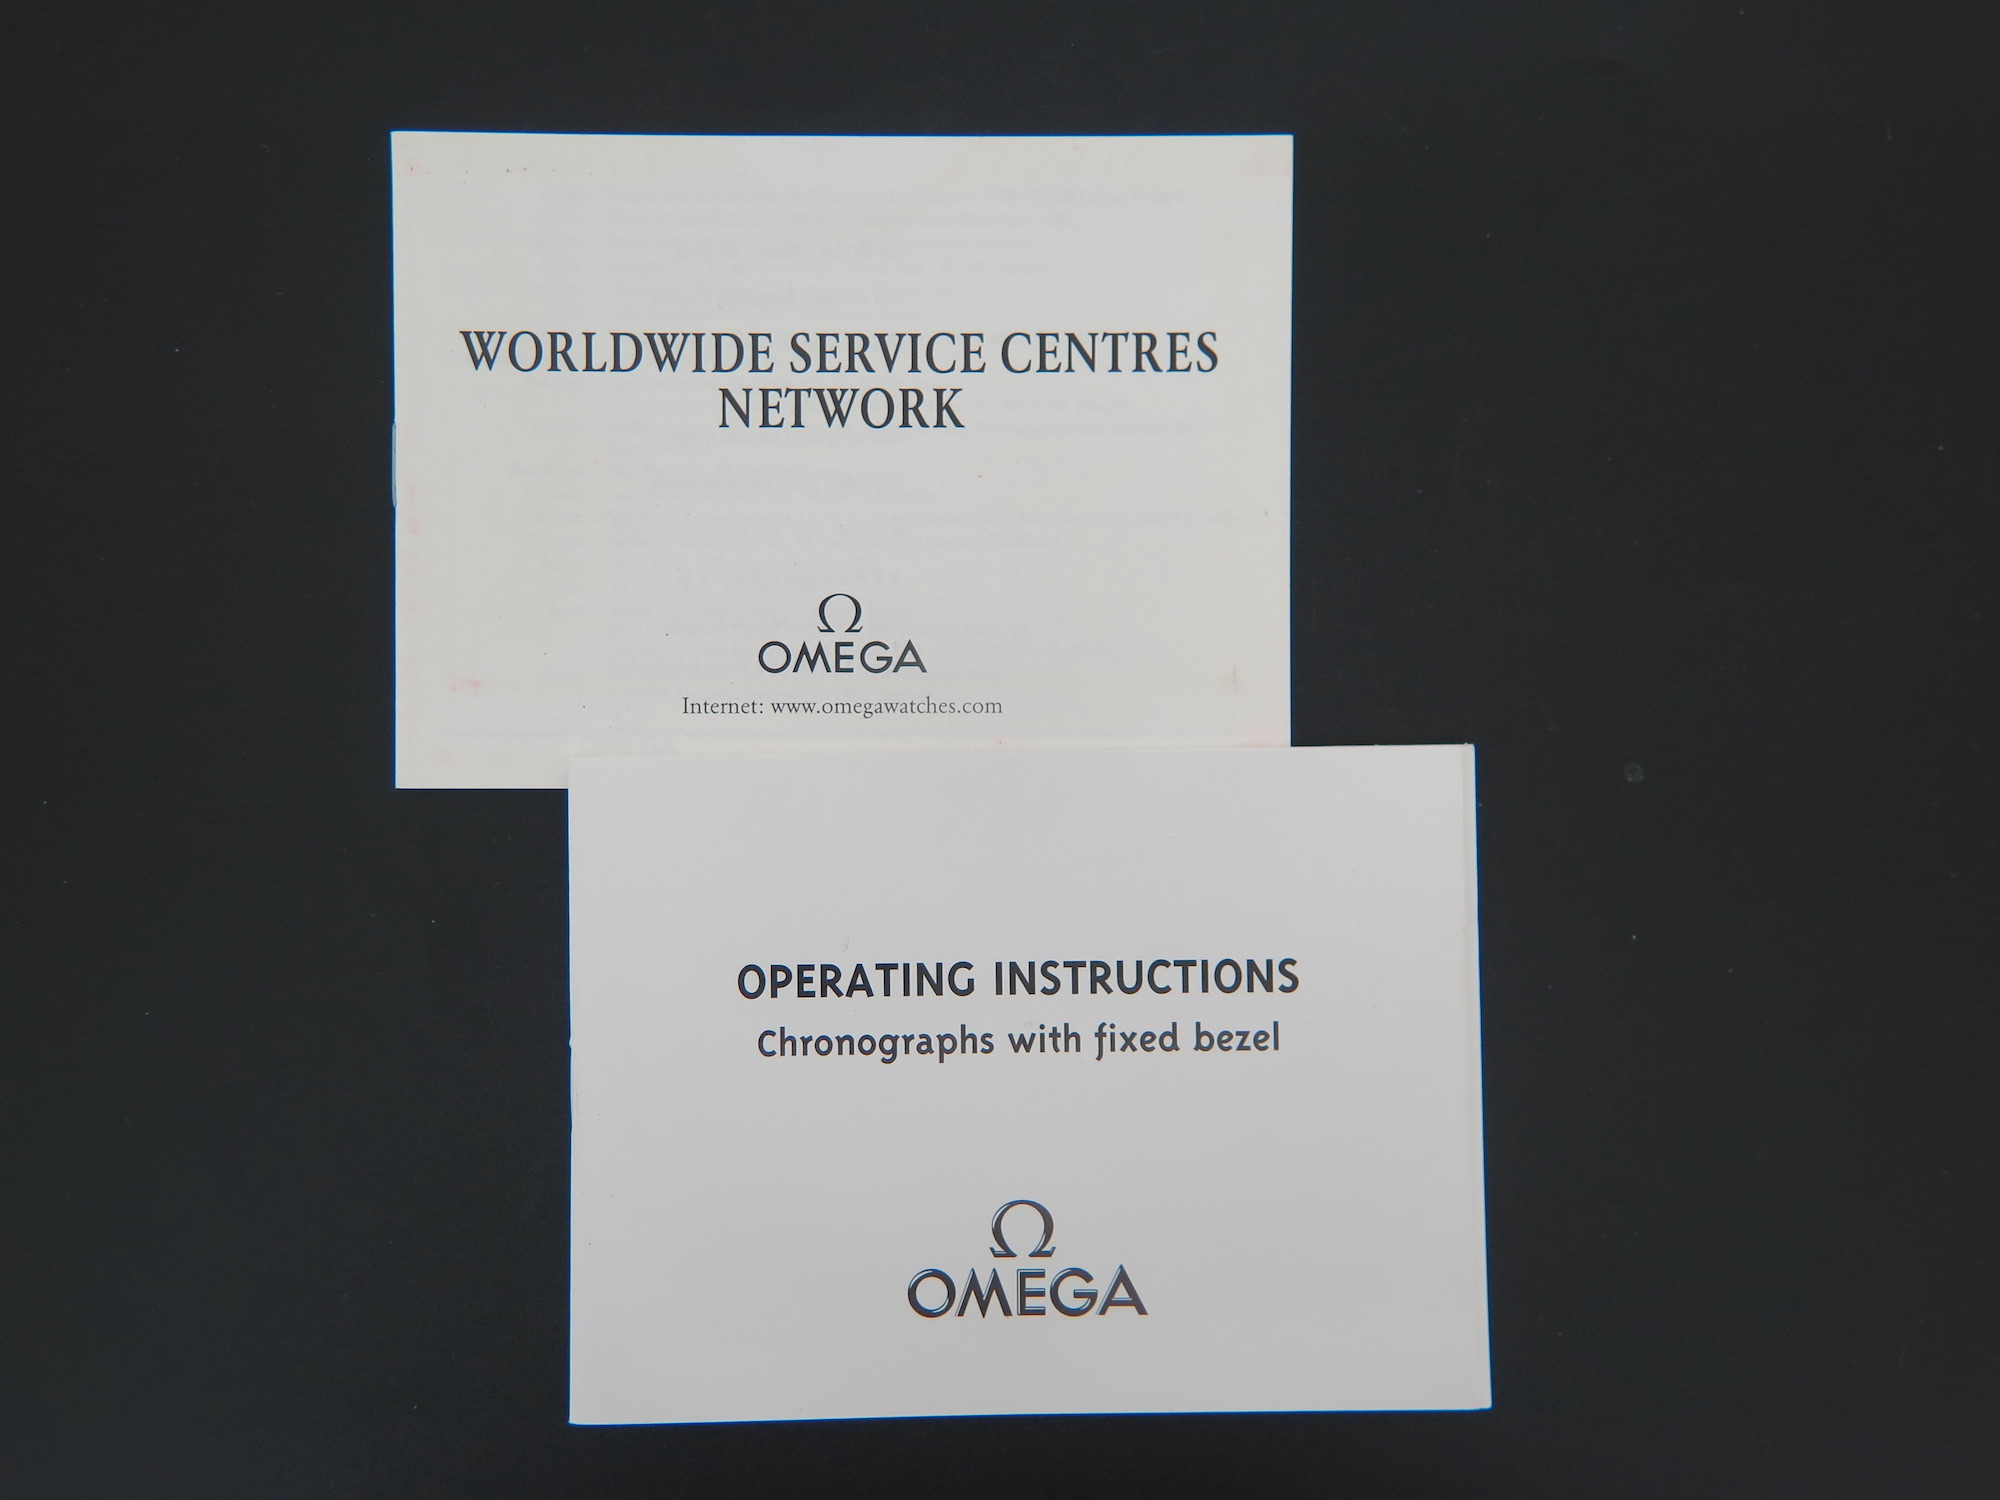 WORLDWIDE SERVICE CENTRES
NETWORK
Ω
OMEGA
Internet: www.omegawatches.com
OPERATING INSTRUCTIONS
Chronographs with fixed bezel
Ω
OMEGA